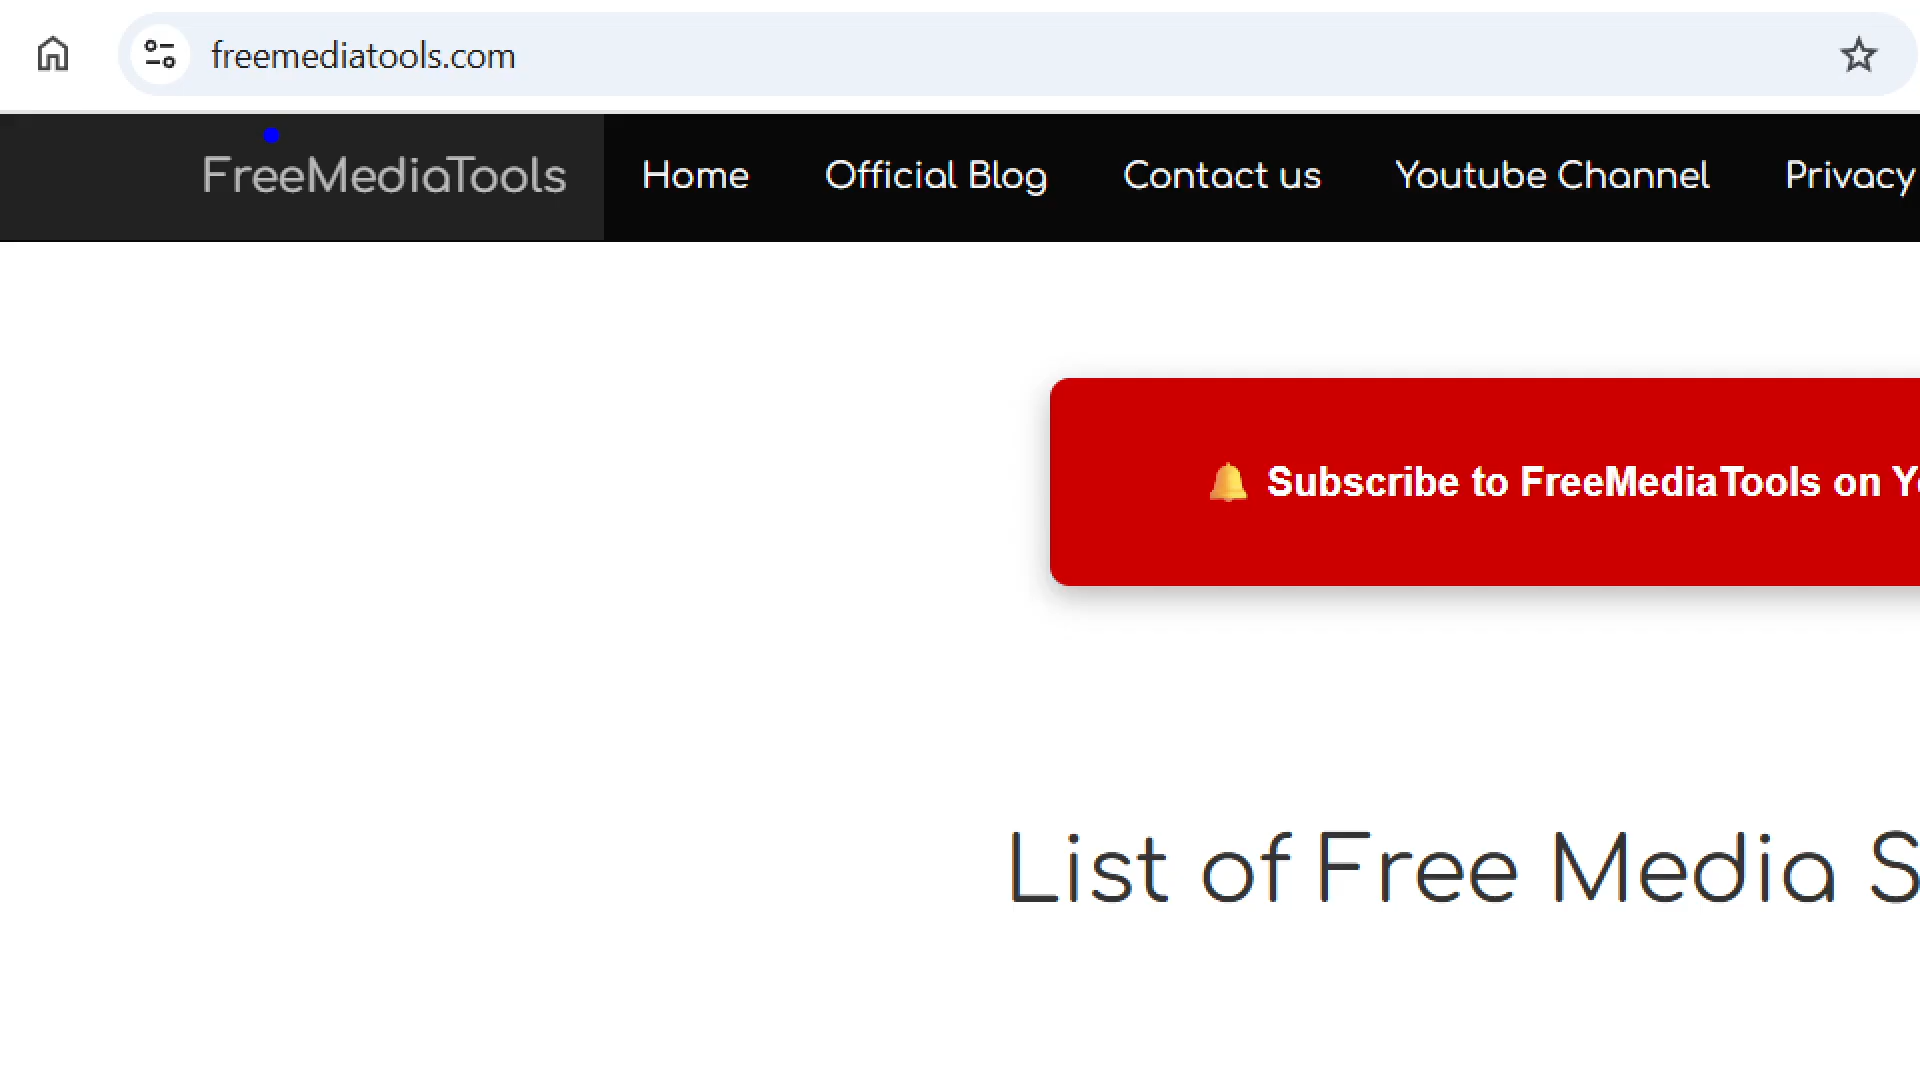 freemediatools.com
FreeMediaTools Home Official Blog Contact us Youtube Channel Privacy
Subscribe to FreeMediaTools on
List of Free Media